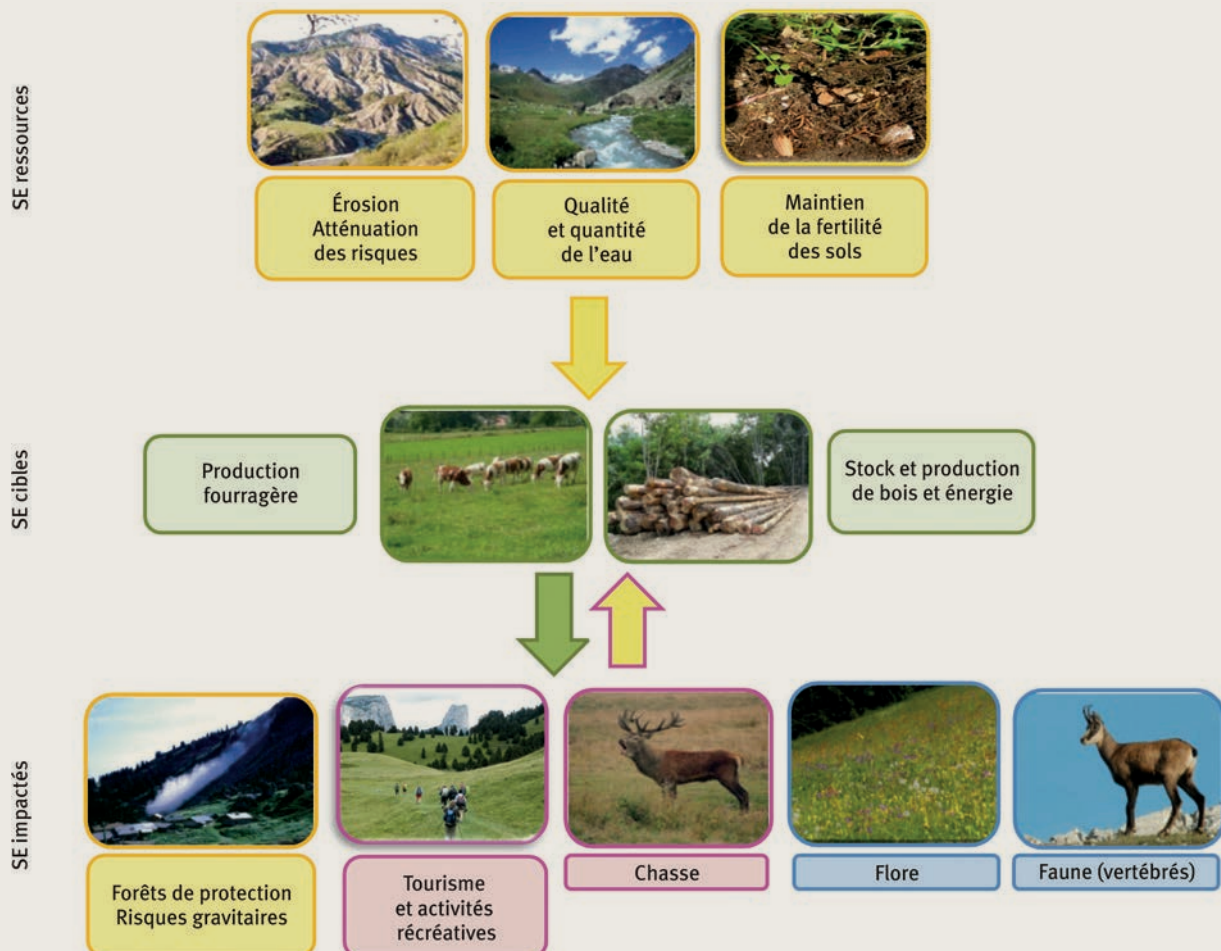 SE ressources
Érosion
Atténuation
des risques
Qualité
et quantité
de l’eau
Maintien
de la fertilité
des sols
SE cibles
Production
fourragère
Stock et production
de bois et énergie
SE impactés
Forêts de protection
Risques gravitaires
Tourisme
et activités
récréatives
Chasse
Flore
Faune (vertébrés)